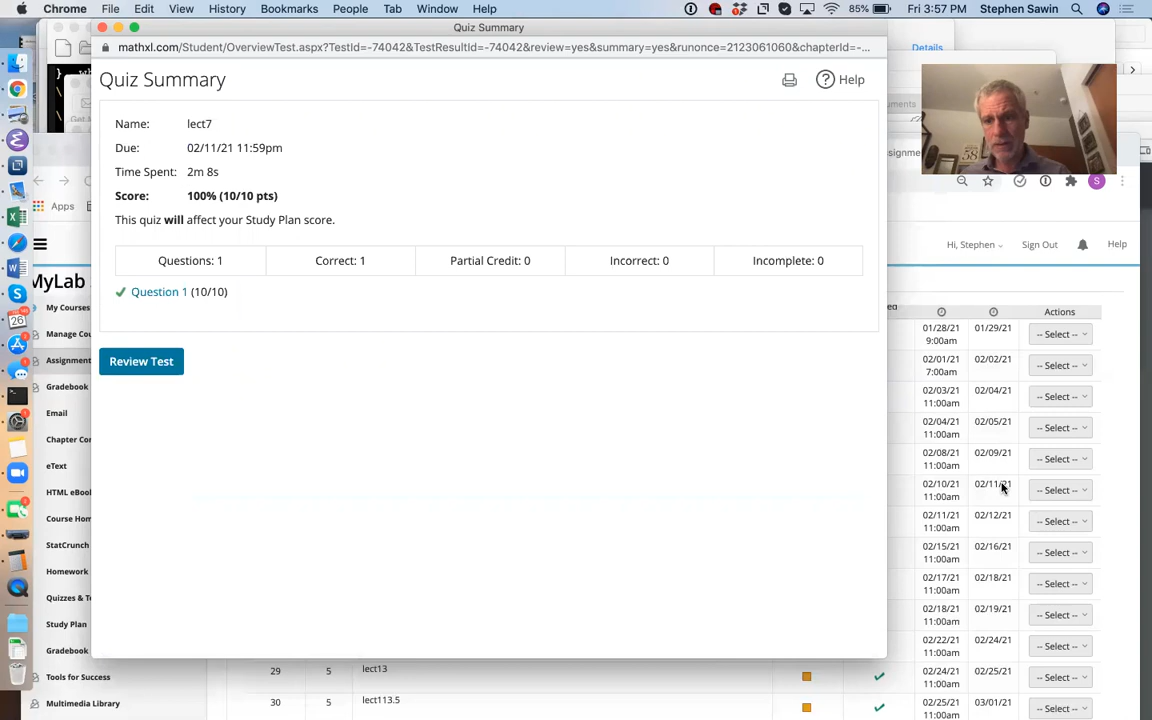 Chrome File Edit View History Bookmarks People Tab Window Help 85% Fri 3:57 PM Stephen Sawin
Quiz Summary
mathxl.com/Student/OverviewTest.aspx?TestId=-74042&TestResultId=-74042&review=yes&summary=yes&runonce=2123061060&chapterId=-...
Details
Quiz Summary
Help
Name: lect7
Due: 02/11/21 11:59pm
Time Spent: 2m 8s
Score: 100% (10/10 pts)
This quiz will affect your Study Plan score.
Questions: 1 Correct: 1 Partial Credit: 0 Incorrect: 0 Incomplete: 0
Question 1 (10/10)
Review Test
Apps
Hi, Stephen Sign Out Help
MyLab
My Courses
Manage Cou
Assignment
Gradebook
Email
Chapter Con
eText
HTML eBool
Course Hom
StatCrunch
Homework
Quizzes & Te
Study Plan
Gradebook
Tools for Success
Multimedia Library
Actions
01/28/21 01/29/21 -- Select --
9:00am
02/01/21 02/02/21 -- Select --
7:00am
02/03/21 02/04/21 -- Select --
11:00am
02/04/21 02/05/21 -- Select --
11:00am
02/08/21 02/09/21 -- Select --
11:00am
02/10/21 02/11/21 -- Select --
11:00am
02/11/21 02/12/21 -- Select --
11:00am
02/15/21 02/16/21 -- Select --
11:00am
02/17/21 02/18/21 -- Select --
11:00am
02/18/21 02/19/21 -- Select --
11:00am
02/22/21 02/24/21 -- Select --
11:00am
29 5 lect13 02/24/21 02/25/21 -- Select --
11:00am
30 5 lect113.5 02/25/21 03/01/21 -- Select --
11:00am